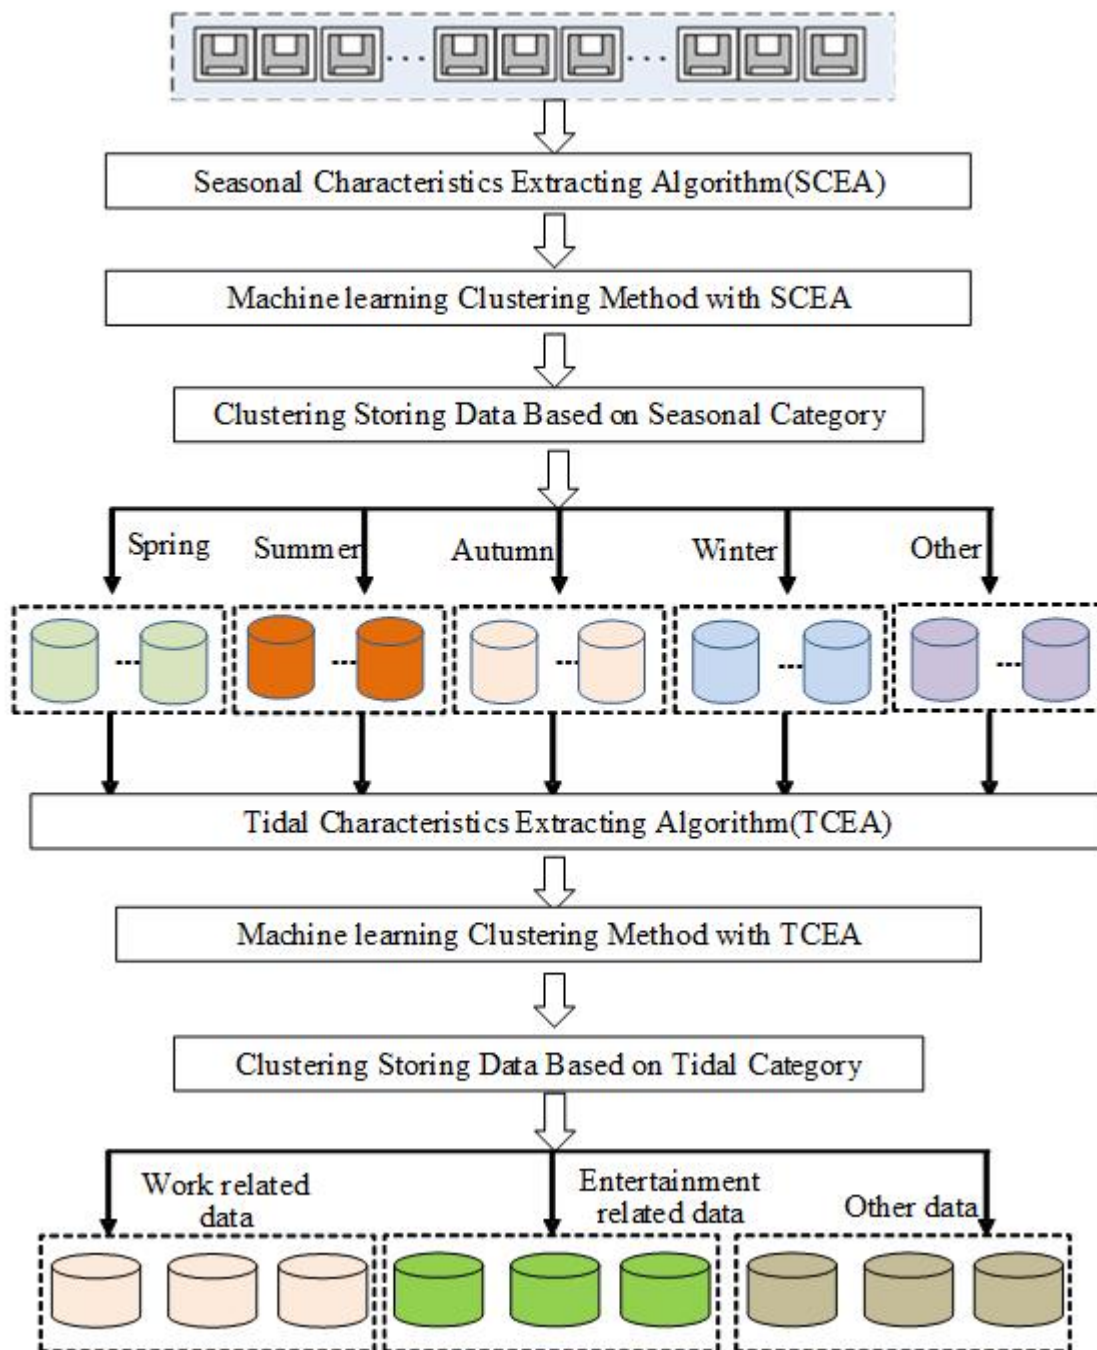 Seasonal Characteristics Extracting Algorithm(SCEA)
Machine learning Clustering Method with SCEA
Clustering Storing Data Based on Seasonal Category
Spring
Summer
Autumn
Winter
Other
Tidal Characteristics Extracting Algorithm(TCEA)
Machine learning Clustering Method with TCEA
Clustering Storing Data Based on Tidal Category
Work related
data
Entertainment
related data
Other data